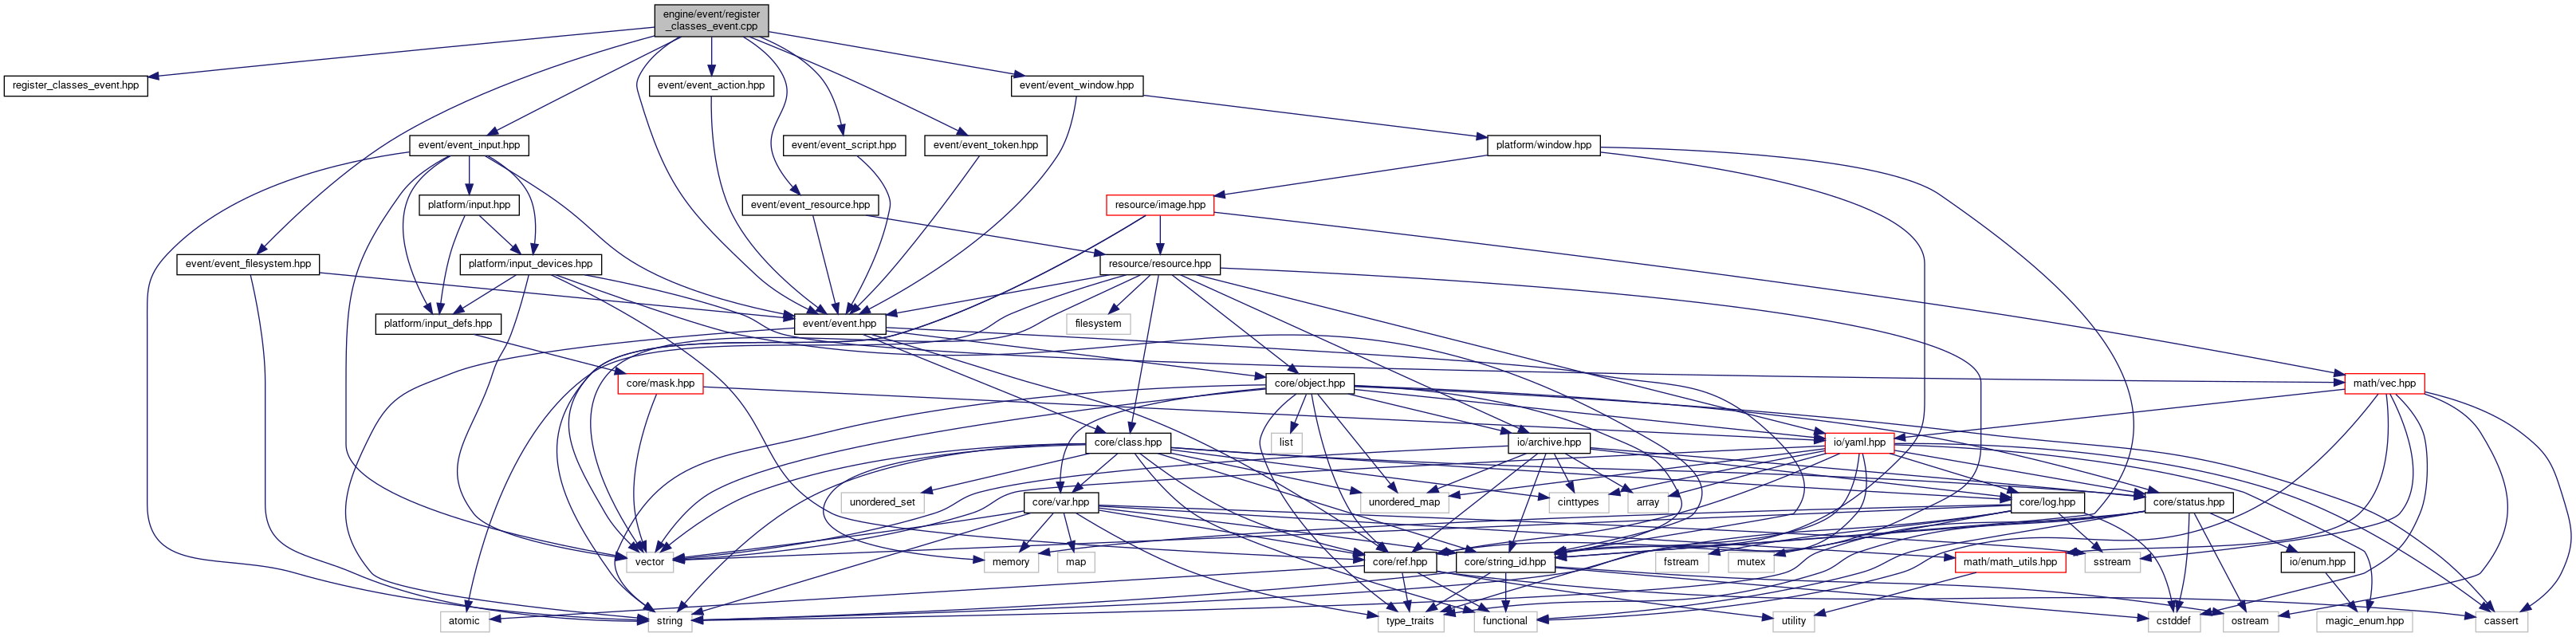 engine/event/register
_classes_event.cpp
register_classes_event.hpp
event/event_action.hpp
event/event_window.hpp
event/event_input.hpp
event/event_script.hpp
event/event_token.hpp
platform/window.hpp
platform/input.hpp
event/event_resource.hpp
resource/image.hpp
event/event_filesystem.hpp
platform/input_devices.hpp
resource/resource.hpp
platform/input_defs.hpp
event/event.hpp
filesystem
core/mask.hpp
core/object.hpp
math/vec.hpp
core/class.hpp
list
io/archive.hpp
io/yaml.hpp
unordered_set
core/var.hpp
unordered_map
cinttypes
array
core/log.hpp
core/status.hpp
vector
memory
map
core/ref.hpp
core/string_id.hpp
fstream
mutex
math/math_utils.hpp
sstream
io/enum.hpp
atomic
string
type_traits
functional
utility
cstddef
ostream
magic_enum.hpp
cassert